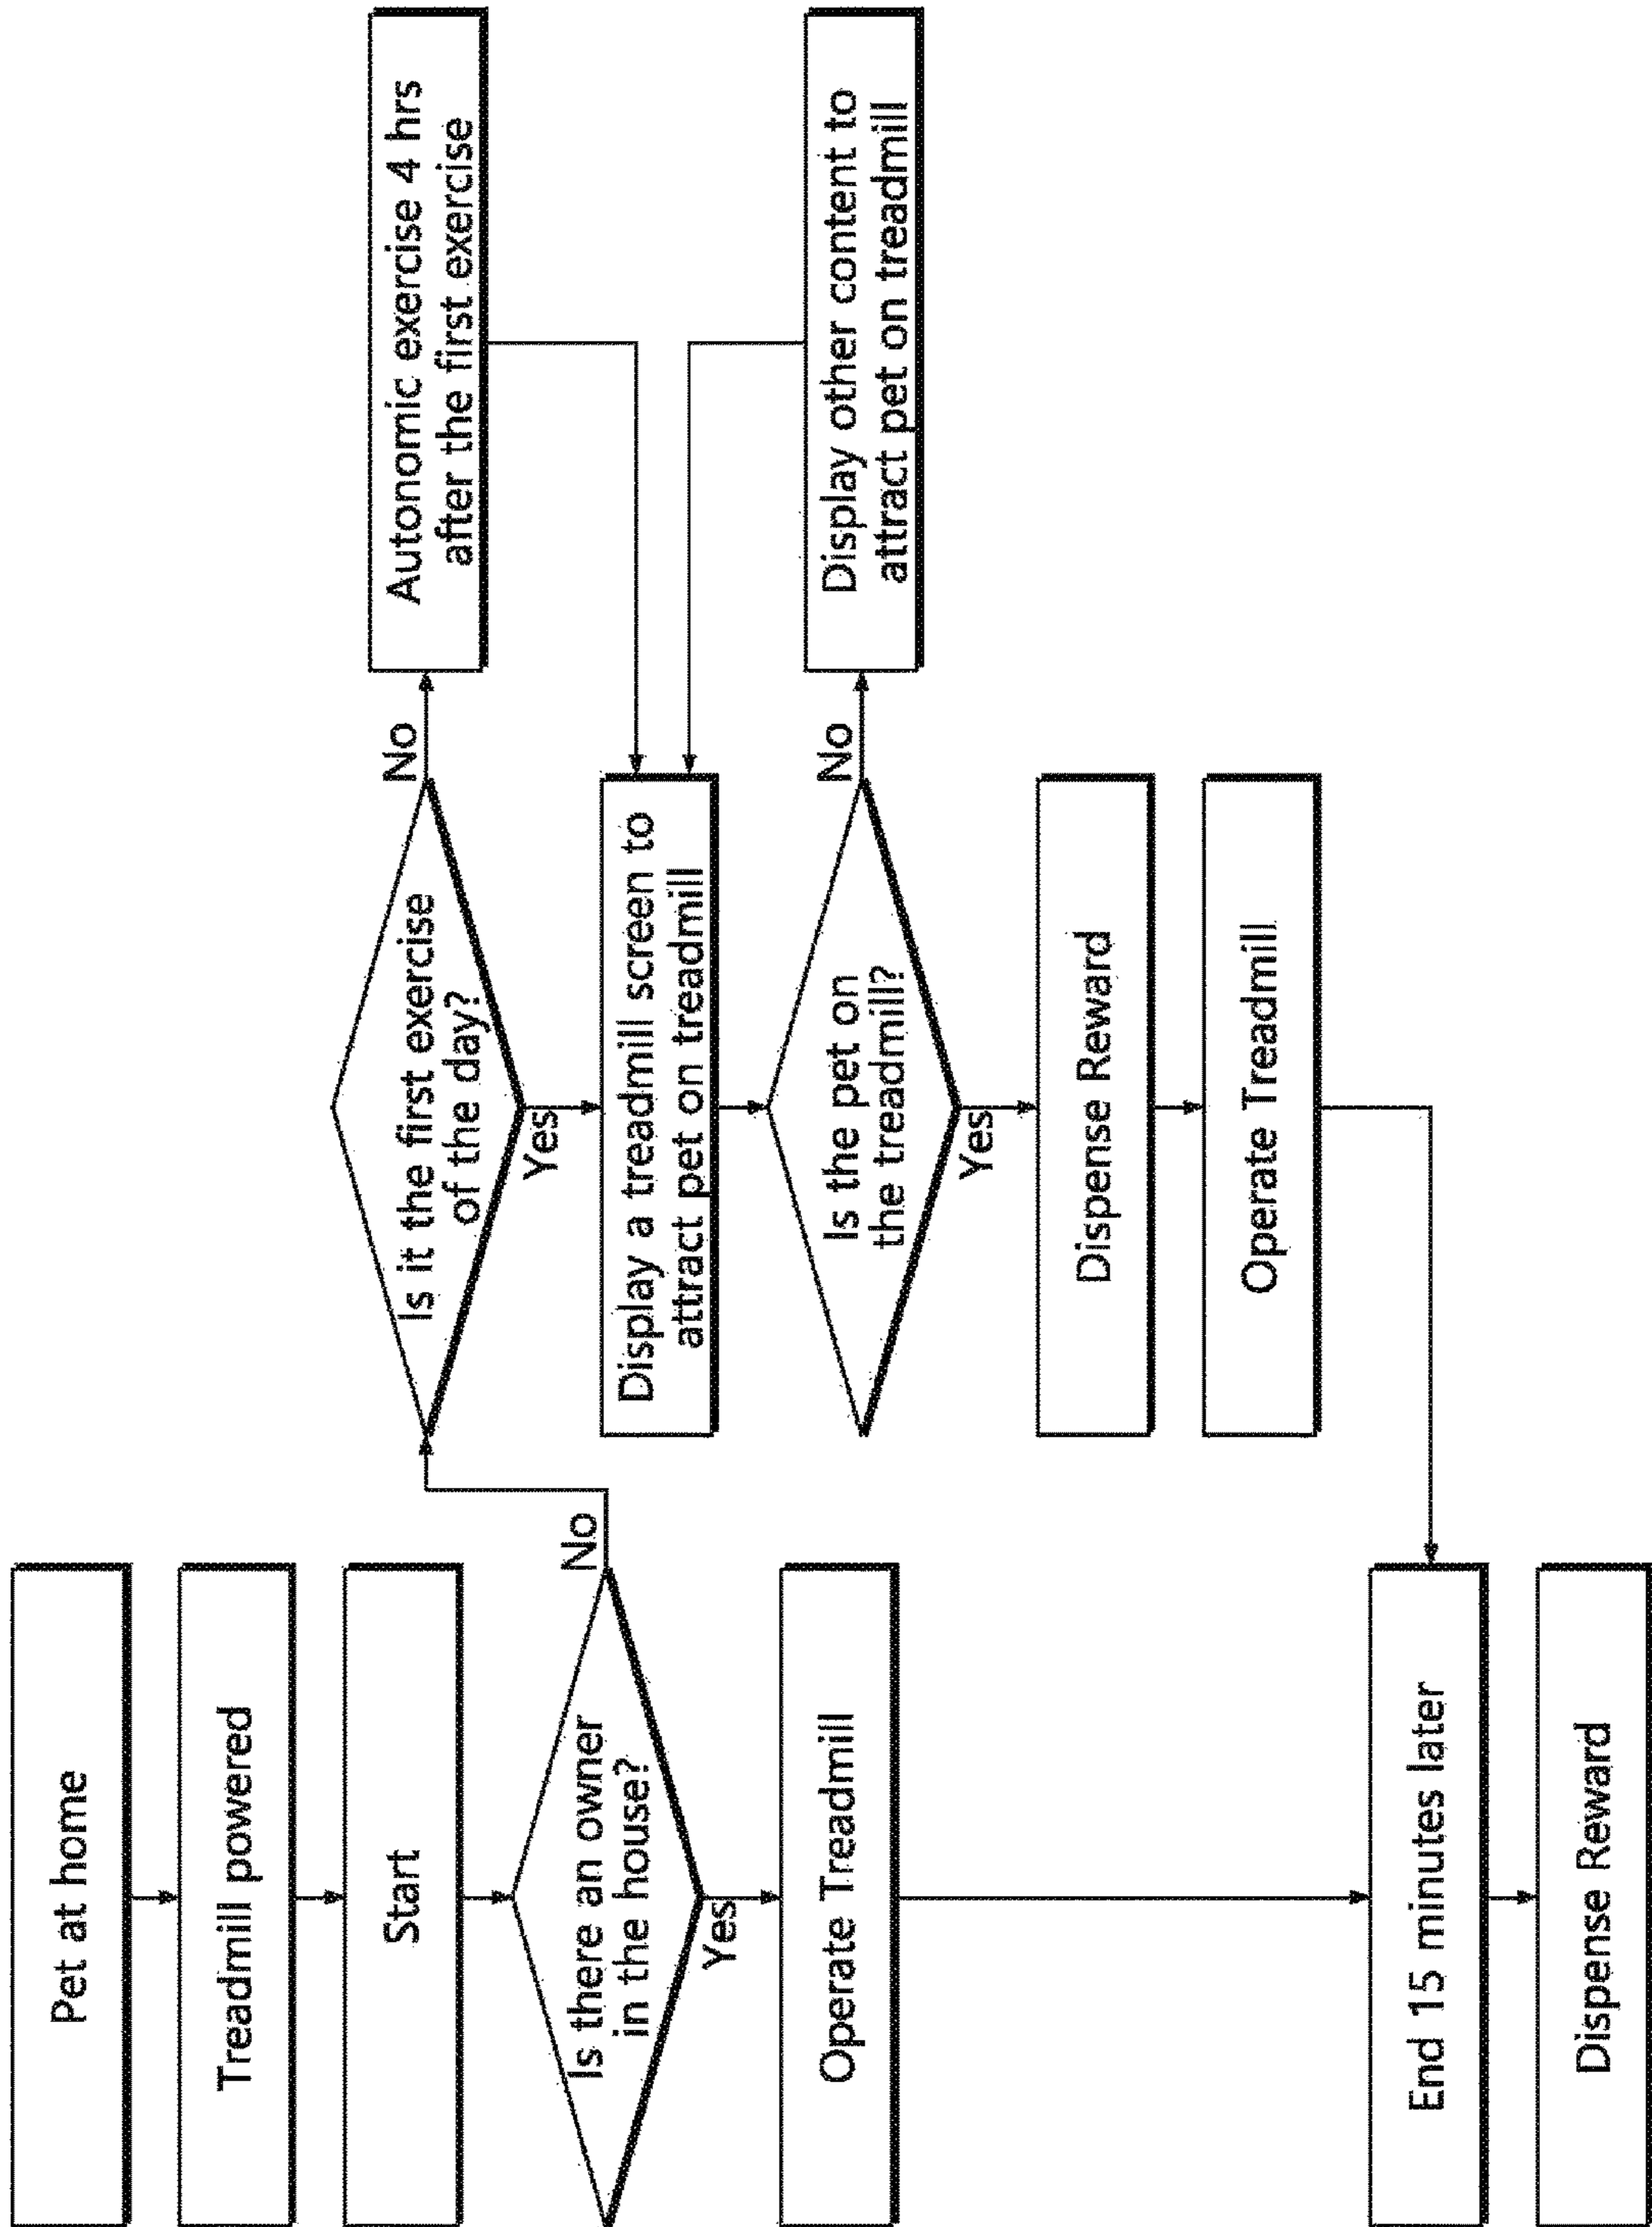 Pet at home
Treadmill powered
Start
Is there an owner
in the house?
No
Yes
Operate Treadmill
End 15 minutes later
Dispense Reward
Is it the first exercise
of the day?
No
Yes
Display a treadmill screen to
attract pet on treadmill
Is the pet on
the treadmill?
No
Yes
Dispense Reward
Operate Treadmill
Autonomic exercise 4 hrs
after the first exercise
Display other content to
attract pet on treadmill